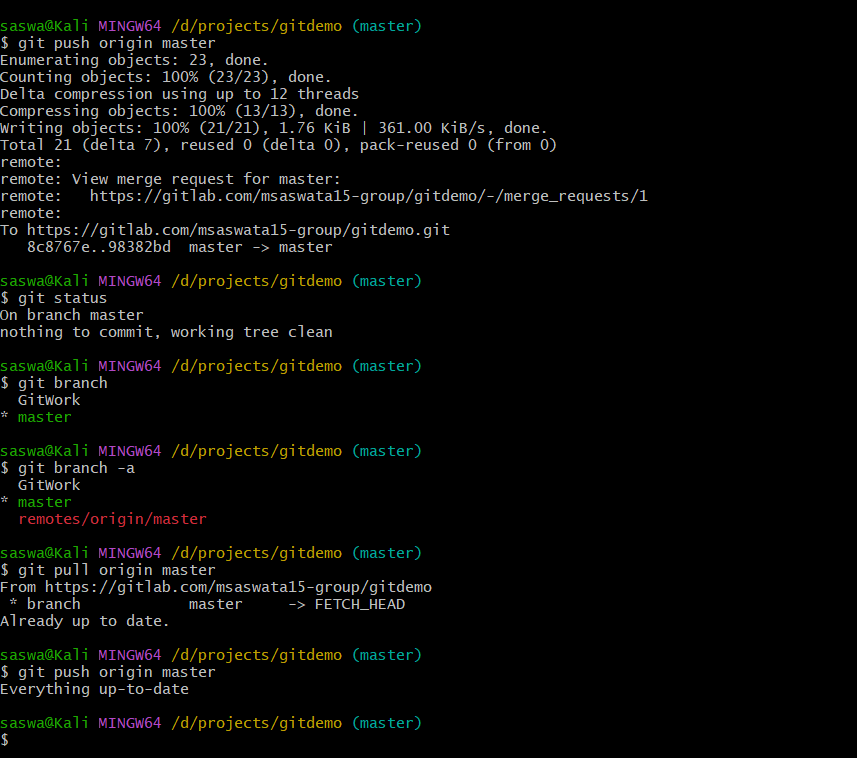 saswa@Kali MINGW64 /d/projects/gitdemo (master)
$ git push origin master
Enumerating objects: 23, done.
Counting objects: 100% (23/23), done.
Delta compression using up to 12 threads
Compressing objects: 100% (13/13), done.
Writing objects: 100% (21/21), 1.76 KiB | 361.00 KiB/s, done.
Total 21 (delta 7), reused 0 (delta 0), pack-reused 0 (from 0)
remote:
remote: View merge request for master:
remote:   https://gitlab.com/msaswata15-group/gitdemo/-/merge_requests/1
remote:
To https://gitlab.com/msaswata15-group/gitdemo.git
   8c8767e..98382bd  master -> master
saswa@Kali MINGW64 /d/projects/gitdemo (master)
$ git status
On branch master
nothing to commit, working tree clean
saswa@Kali MINGW64 /d/projects/gitdemo (master)
$ git branch
  GitWork
* master
saswa@Kali MINGW64 /d/projects/gitdemo (master)
$ git branch -a
  GitWork
* master
  remotes/origin/master
saswa@Kali MINGW64 /d/projects/gitdemo (master)
$ git pull origin master
From https://gitlab.com/msaswata15-group/gitdemo
 * branch            master     -> FETCH_HEAD
Already up to date.
saswa@Kali MINGW64 /d/projects/gitdemo (master)
$ git push origin master
Everything up-to-date
saswa@Kali MINGW64 /d/projects/gitdemo (master)
$